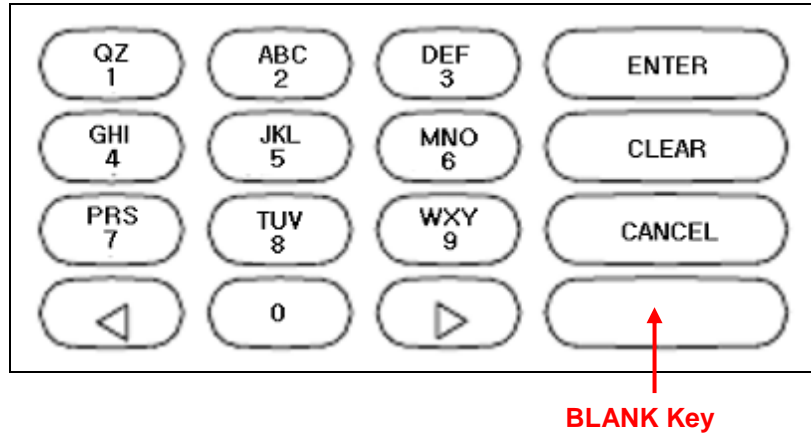 QZ ABC DEF ENTER
1 2 3
GHI JKL MNO CLEAR
4 5 6
PRS TUV WXY CANCEL
7 8 9
0
BLANK Key